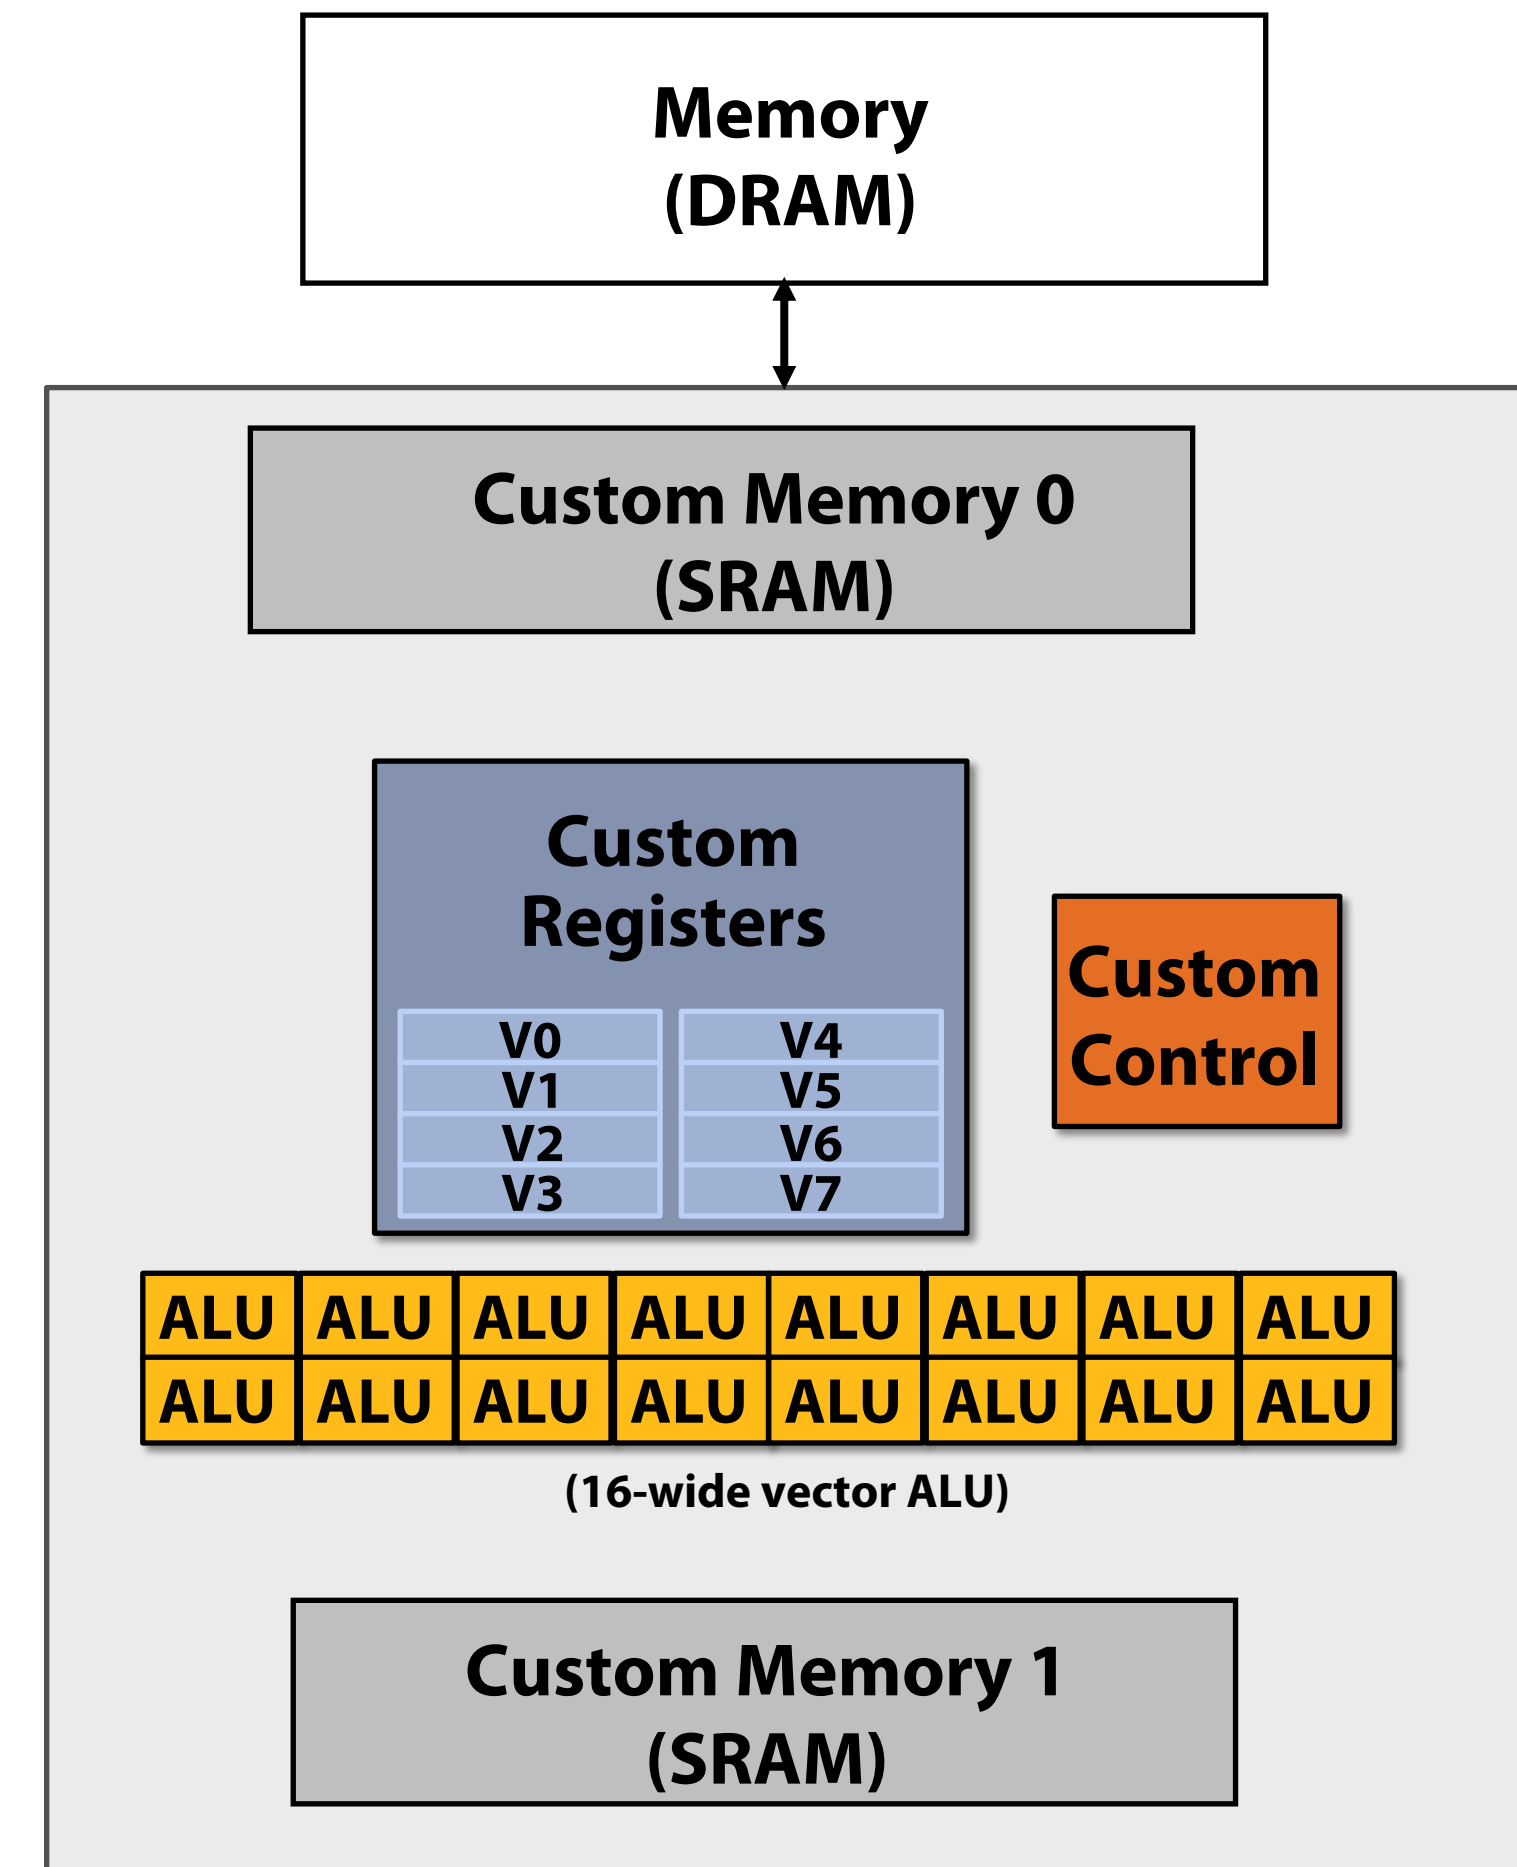 Memory
(DRAM)
Custom Memory 0
(SRAM)
Custom
Registers
Custom
Control
V0 V4
V1 V5
V2 V6
V3 V7
ALU ALU ALU ALU ALU ALU ALU ALU
ALU ALU ALU ALU ALU ALU ALU ALU
(16-wide vector ALU)
Custom Memory 1
(SRAM)